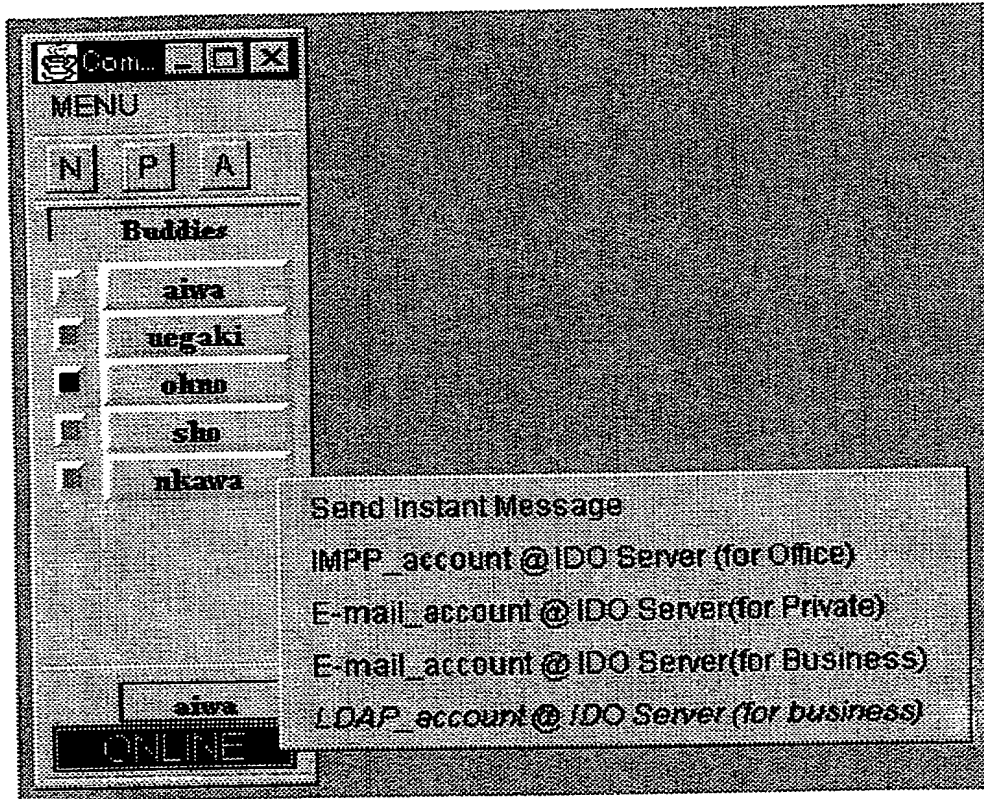 Com...
MENU
N P A
Buddies
aiwa
uegaki
ohno
sho
nkawa
Send Instant Message
IMPP_account @ IDO Server (for Office)
E-mail_account @ IDO Server(for Private)
E-mail_account @ IDO Server(for Business)
LDAP_account@ IDO Server (for business)
aiwa
ONLINE